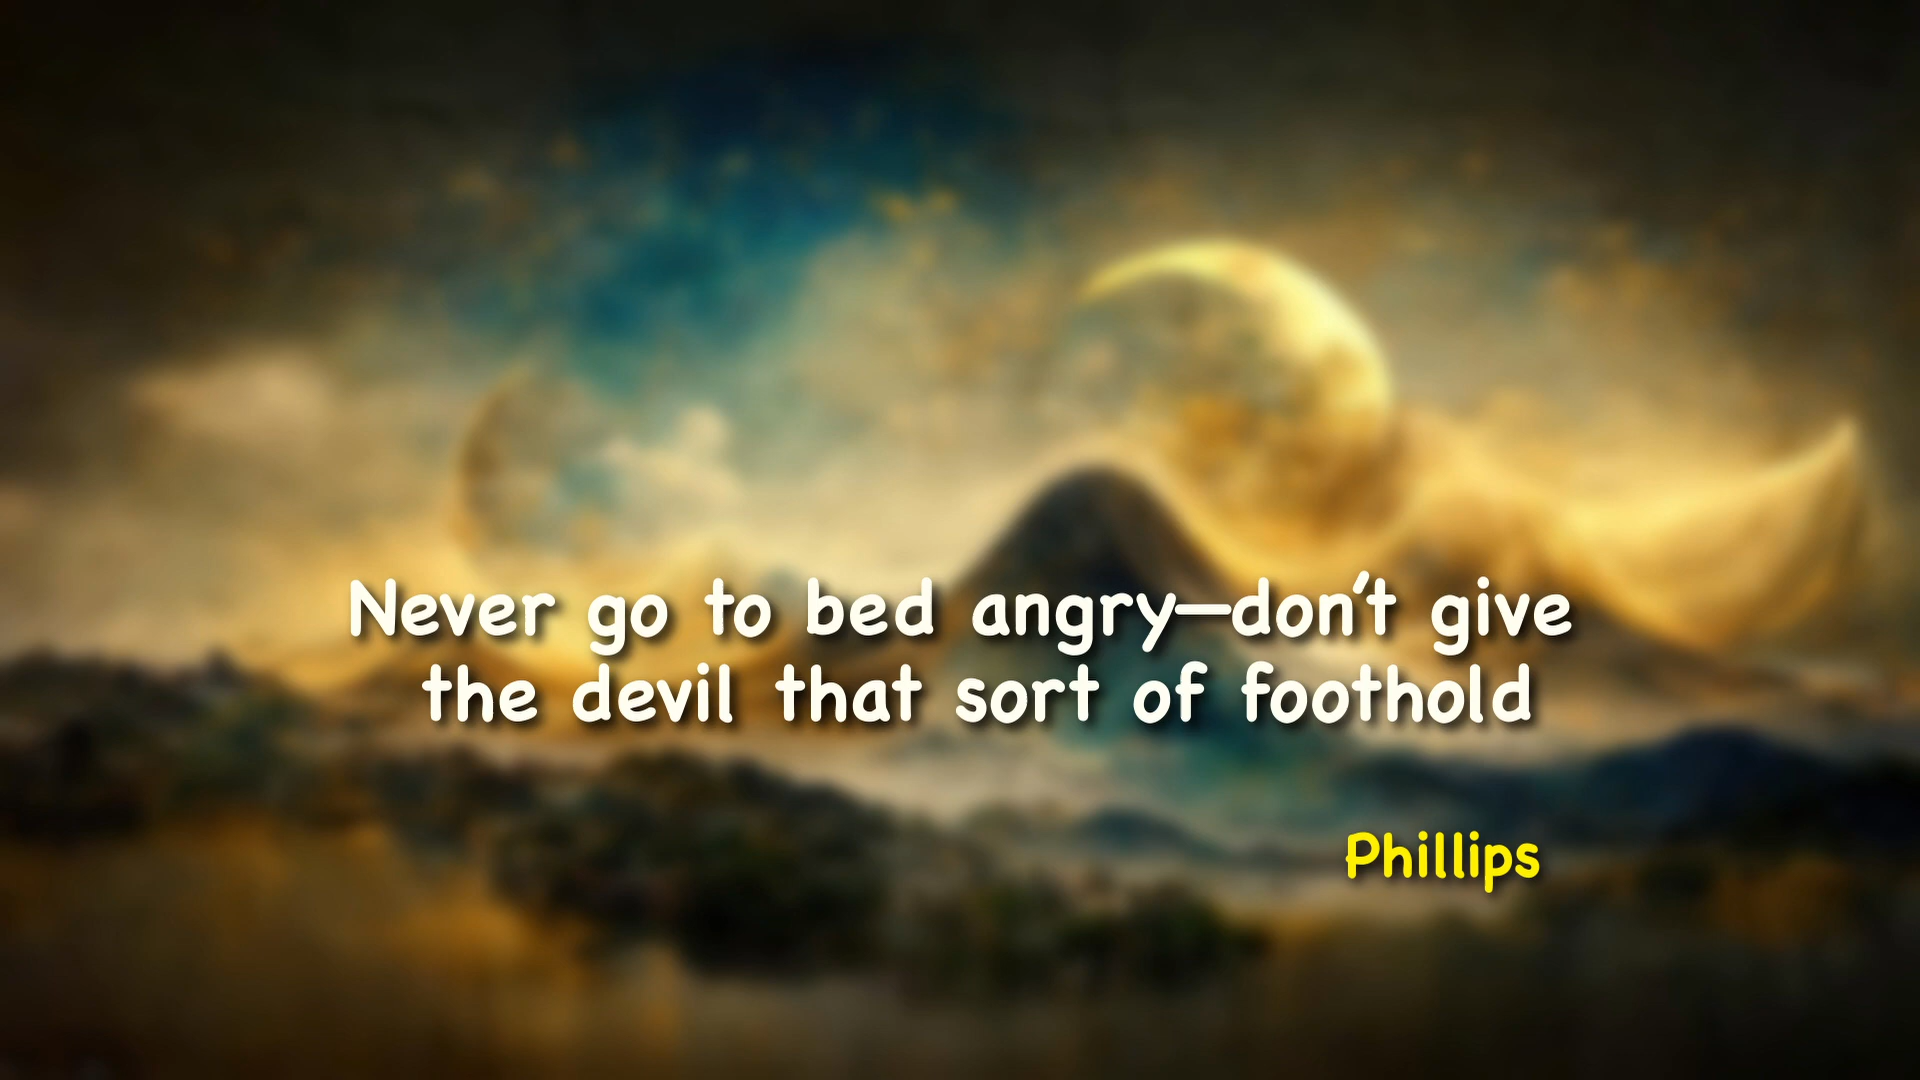 Never go to bed angry—don't give
the devil that sort of foothold
Phillips